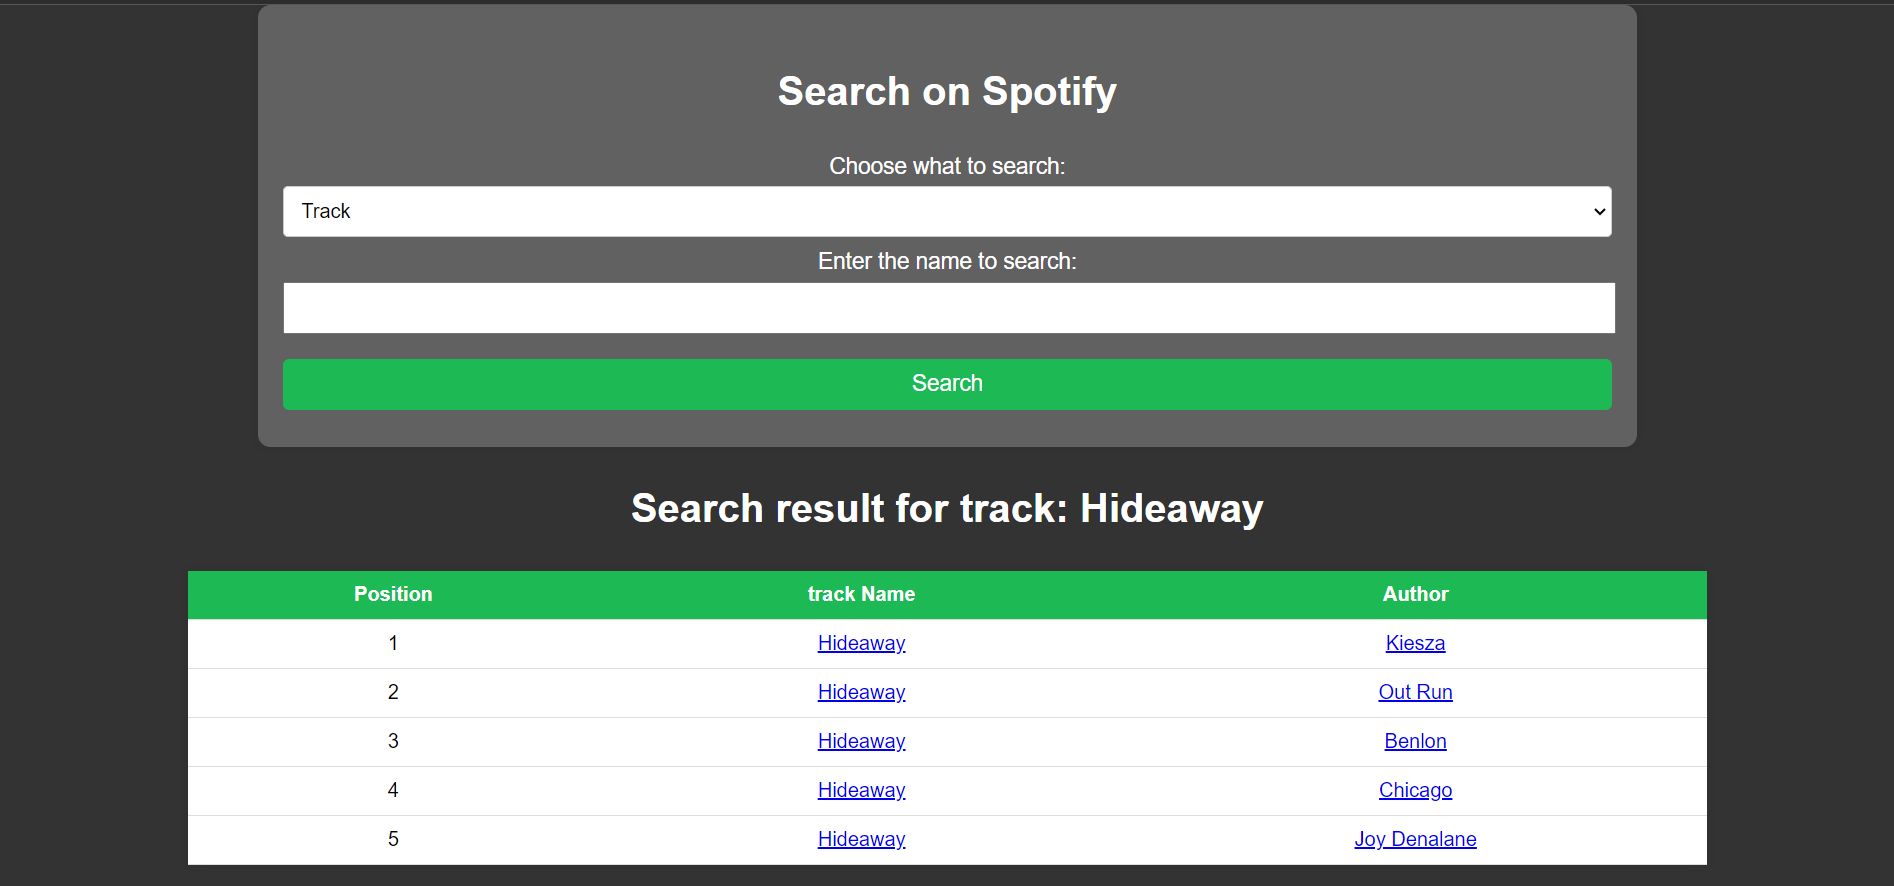 Search on Spotify
Choose what to search:
Track
Enter the name to search:
Search
Search result for track: Hideaway
Position track Name Author
1 Hideaway Kiesza
2 Hideaway Out Run
3 Hideaway Benlon
4 Hideaway Chicago
5 Hideaway Joy Denalane